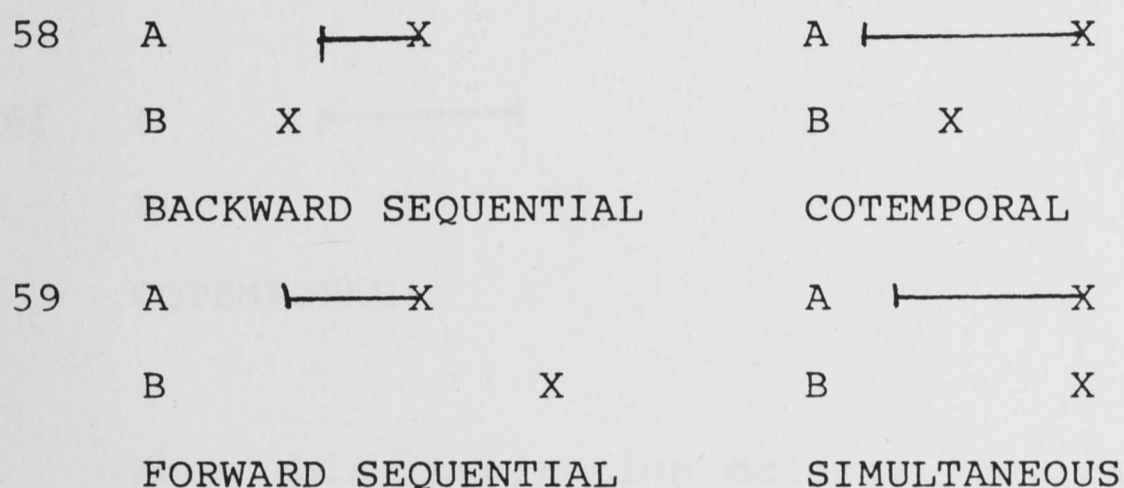 58 A X A X
B X B X
BACKWARD SEQUENTIAL COTEMPORAL
59 A X A X
B X B X
FORWARD SEQUENTIAL SIMULTANEOUS